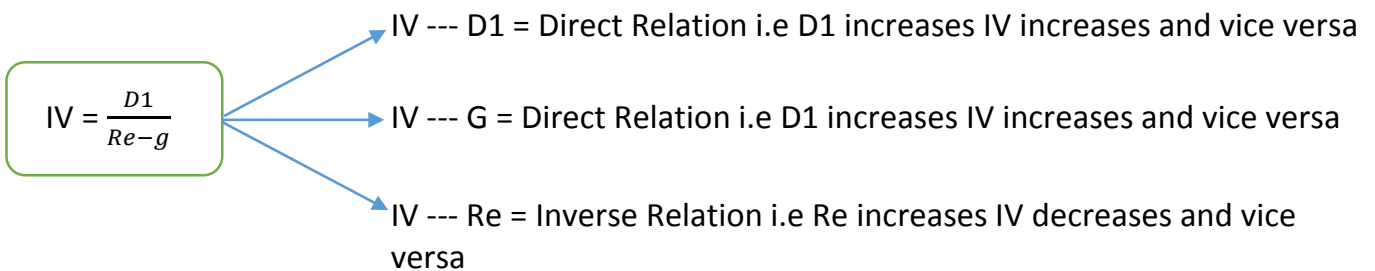 IV --- D1 = Direct Relation i.e D1 increases IV increases and vice versa
IV = D1/Re−g
IV --- G = Direct Relation i.e D1 increases IV increases and vice versa
IV --- Re = Inverse Relation i.e Re increases IV decreases and vice
versa